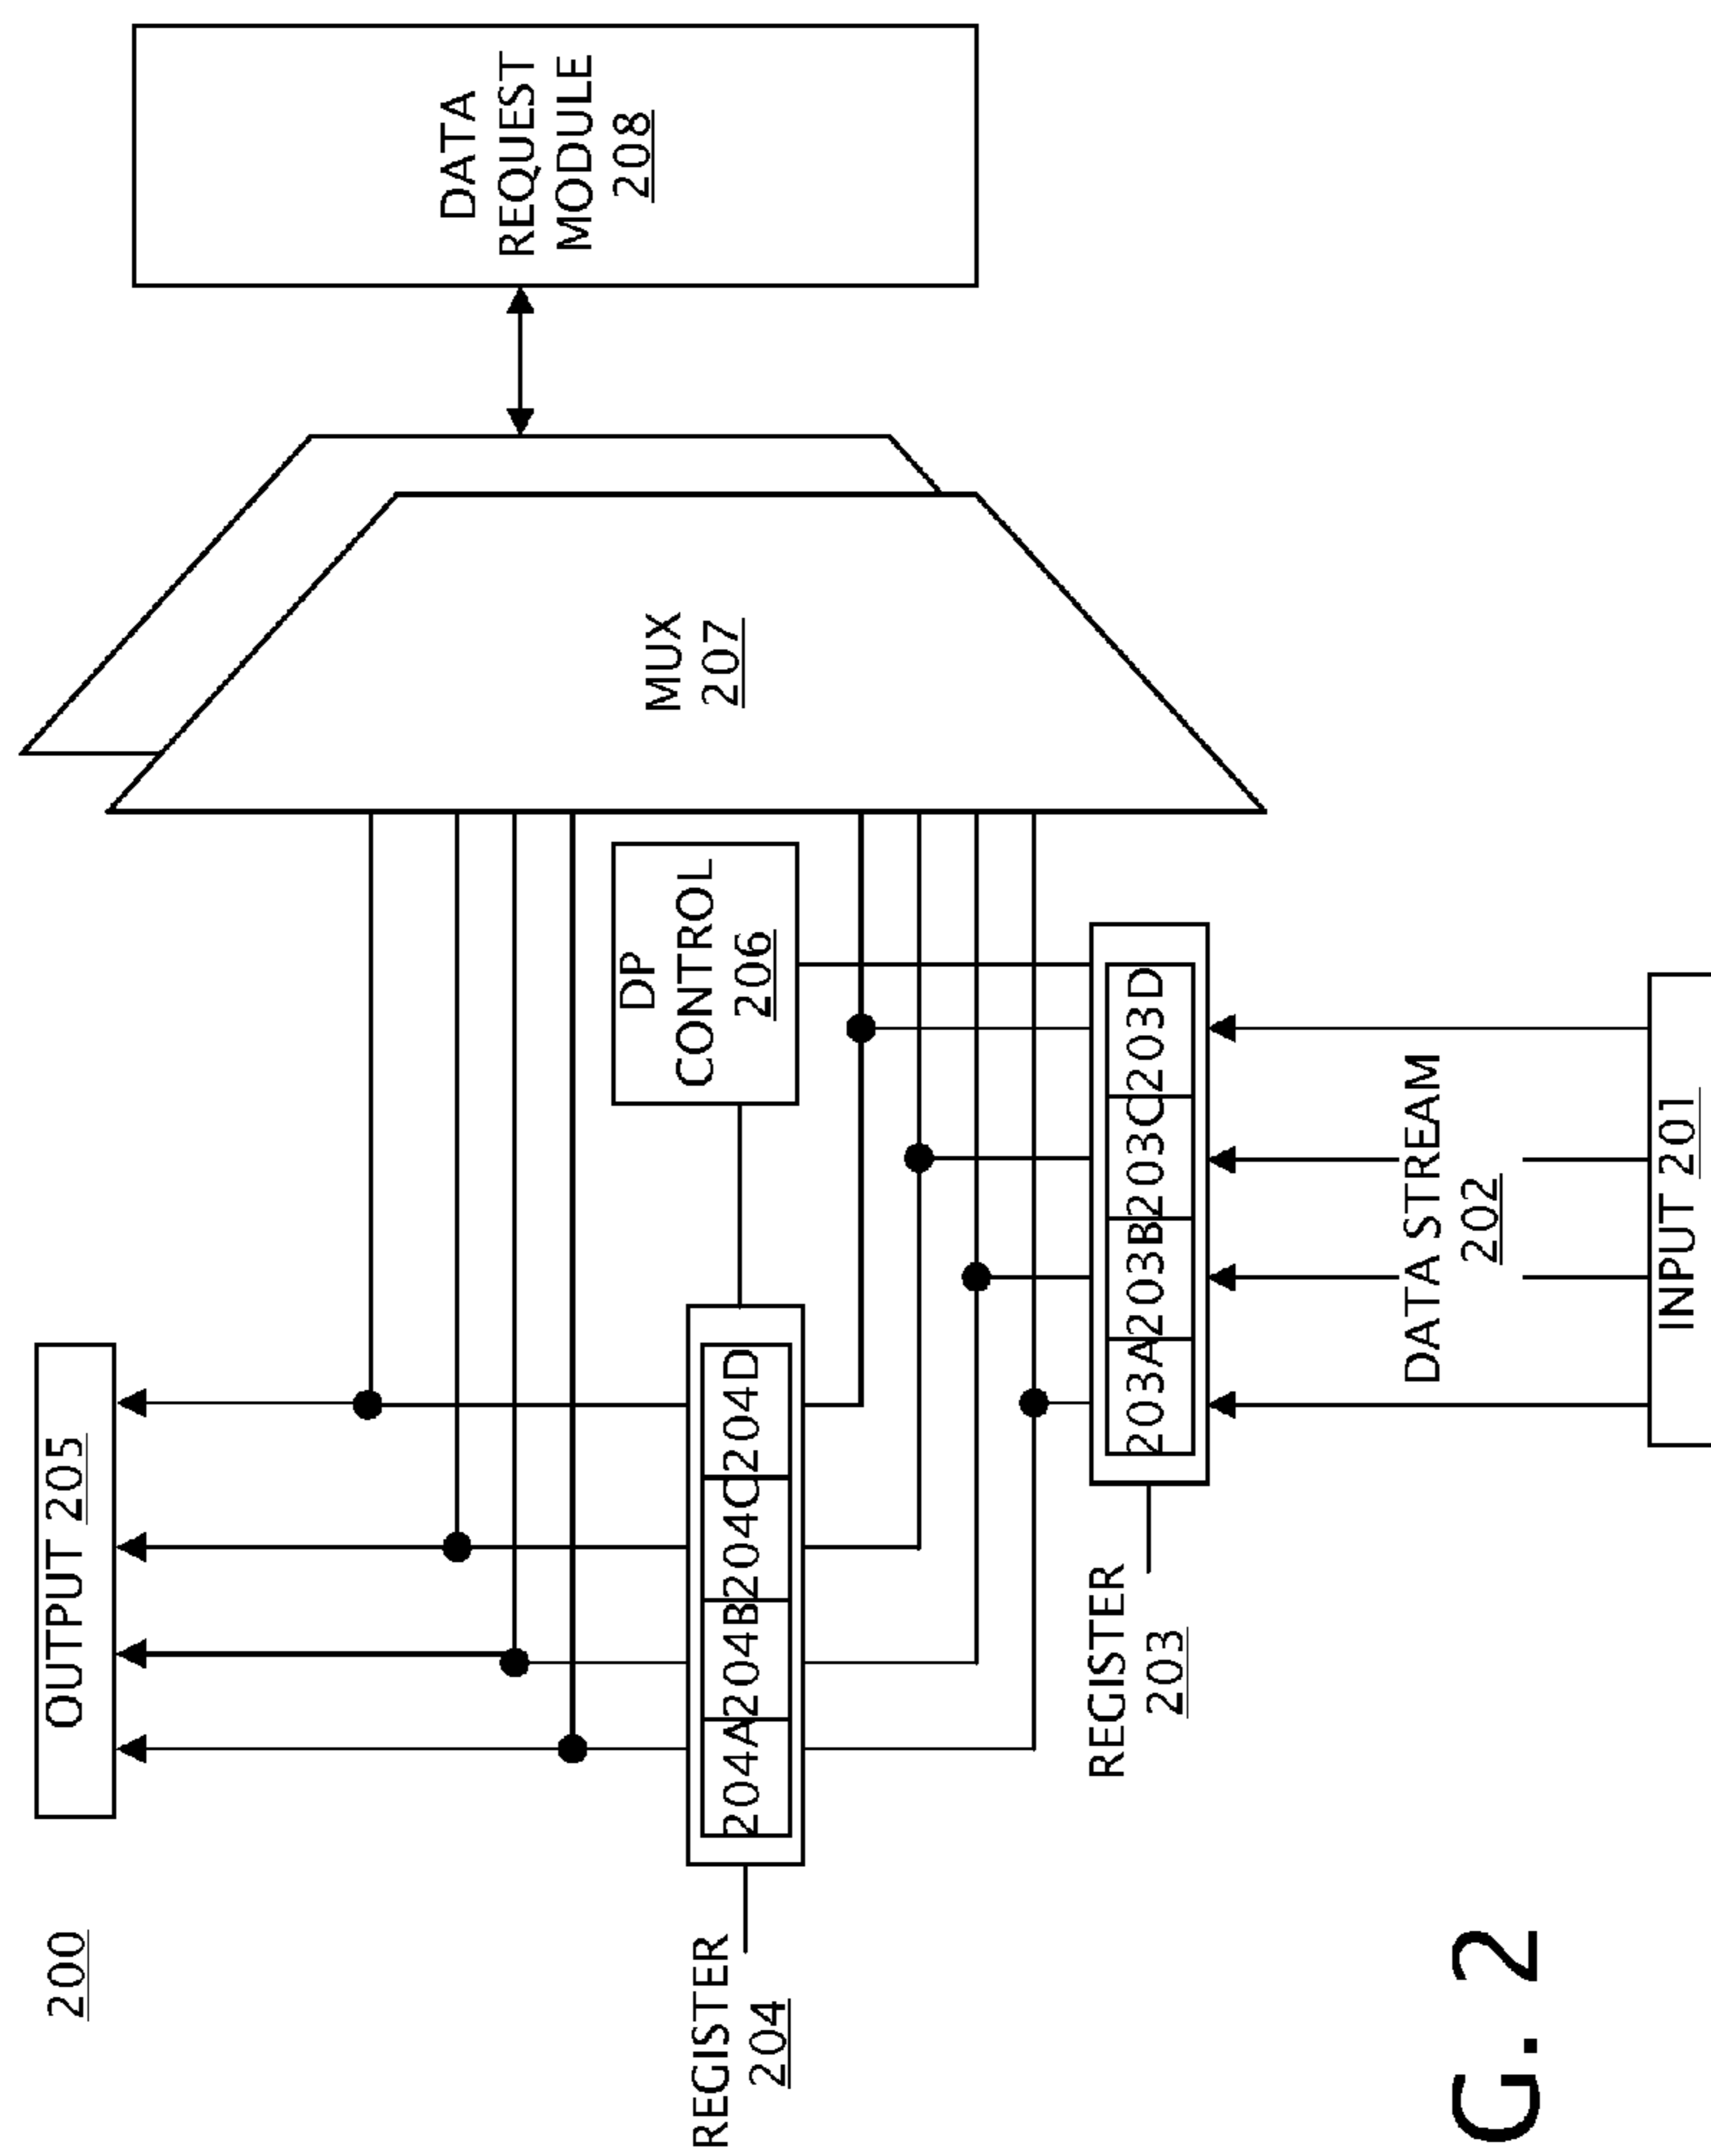 200
OUTPUT 205
DATA
REQUEST
MODULE
208
MUX
207
DP
CONTROL
206
REGISTER
204
204A 204B 204C 204D
203A 203B 203C 203D
REGISTER
203
DATA STREAM
202
INPUT 201
G. 2